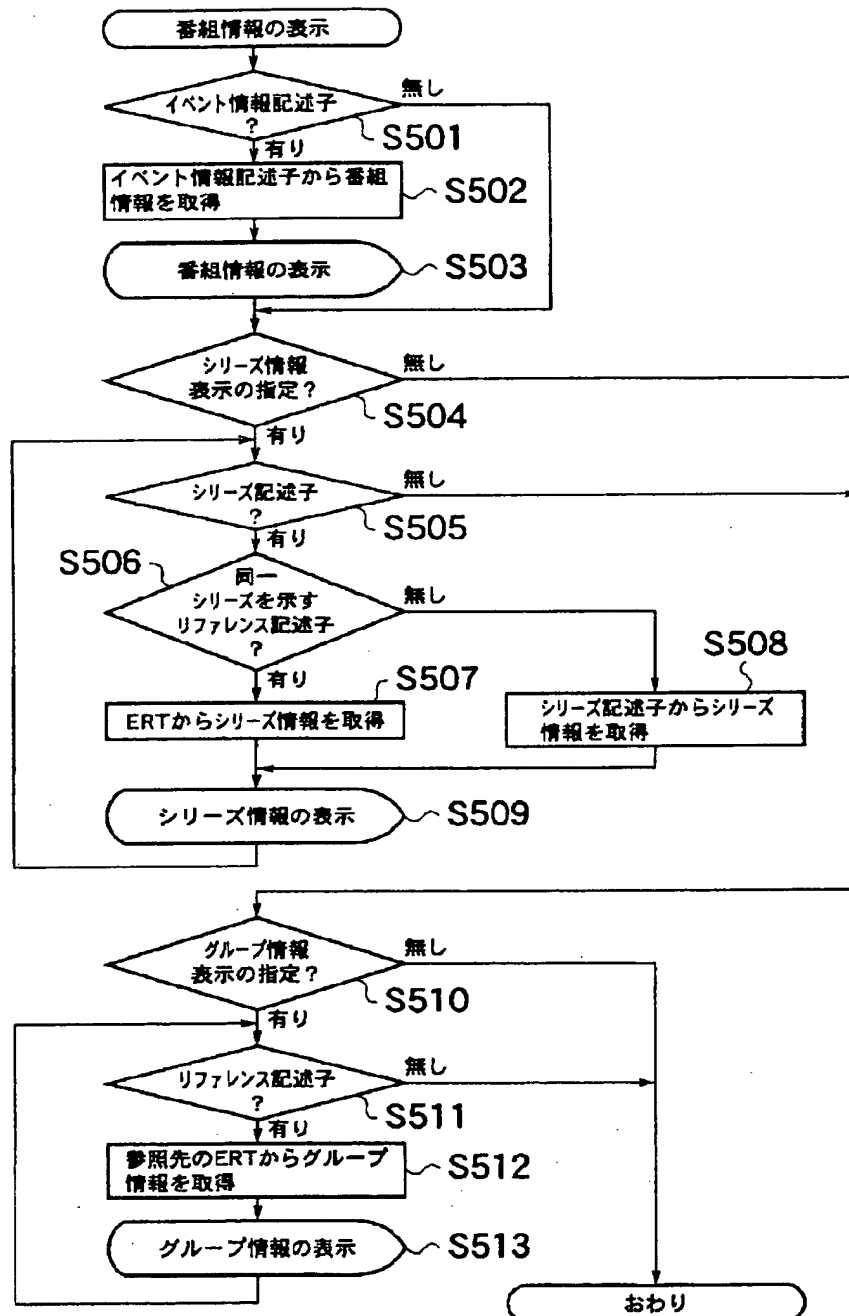 番組情報の表示
イベント情報記述子
?
無し
S501
有り
イベント情報記述子から番組
情報を取得
S502
番組情報の表示
S503
シリーズ情報
表示の指定?
無し
S504
有り
シリーズ記述子
?
無し
S505
有り
S506
同一
シリーズを示す
リファレンス記述子
?
無し
有り
S507
ERTからシリーズ情報を取得
S508
シリーズ記述子からシリーズ
情報を取得
シリーズ情報の表示
S509
グループ情報
表示の指定?
無し
S510
有り
リファレンス記述子
?
無し
S511
有り
参照先のERTからグループ
情報を取得
S512
グループ情報の表示
S513
おわり